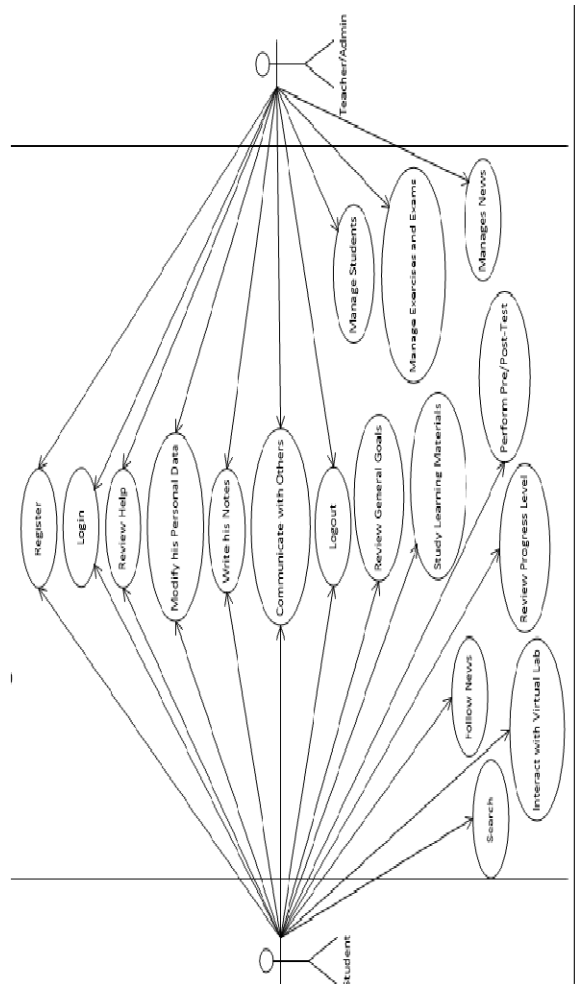 Teacher/Admin
Register
Login
Review Help
Modify his Personal Data
Write his Notes
Communicate with Others
Logout
Manage Students
Manage Exercises and Exams
Manages News
Review General Goals
Study Learning Materials
Perform Pre/Post-Test
Review Progress Level
Follow News
Interact with Virtual Lab
Search
Student